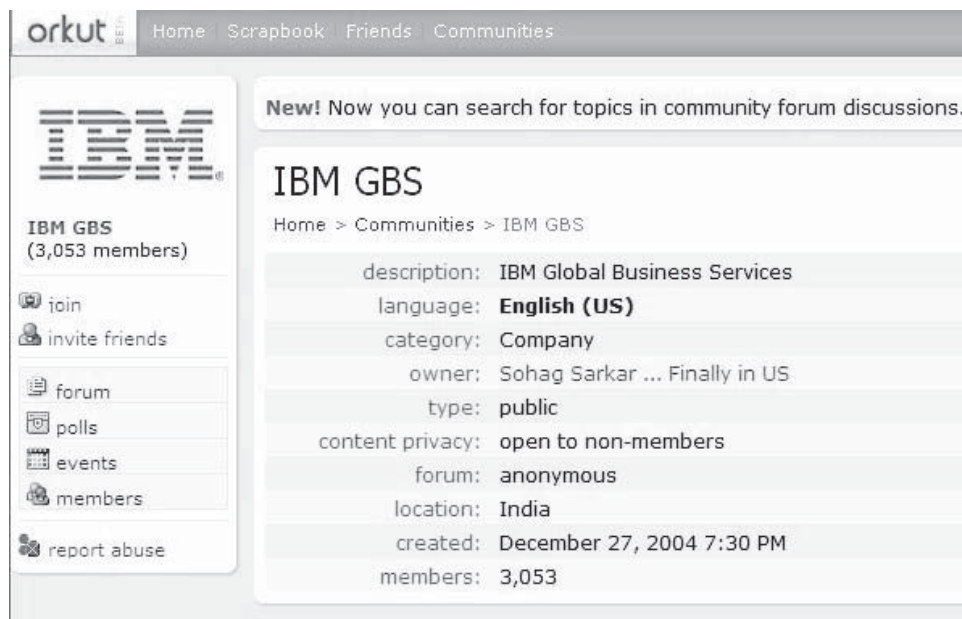 orkut BETA Home Scrapbook Friends Communities
IBM®
IBM GBS
(3,053 members)
join
invite friends
forum
polls
events
members
report abuse
New! Now you can search for topics in community forum discussions.
IBM GBS
Home > Communities > IBM GBS
description: IBM Global Business Services
language: English (US)
category: Company
owner: Sohag Sarkar ... Finally in US
type: public
content privacy: open to non-members
forum: anonymous
location: India
created: December 27, 2004 7:30 PM
members: 3,053